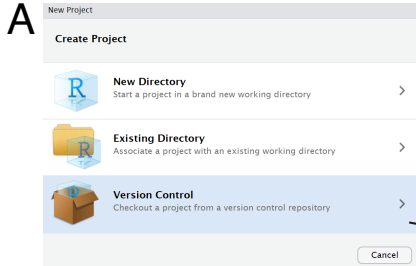 A
New Project
Create Project
R
New Directory
Start a project in a brand new working directory
R
Existing Directory
Associate a project with an existing working directory
R
Version Control
Checkout a project from a version control repository
Cancel